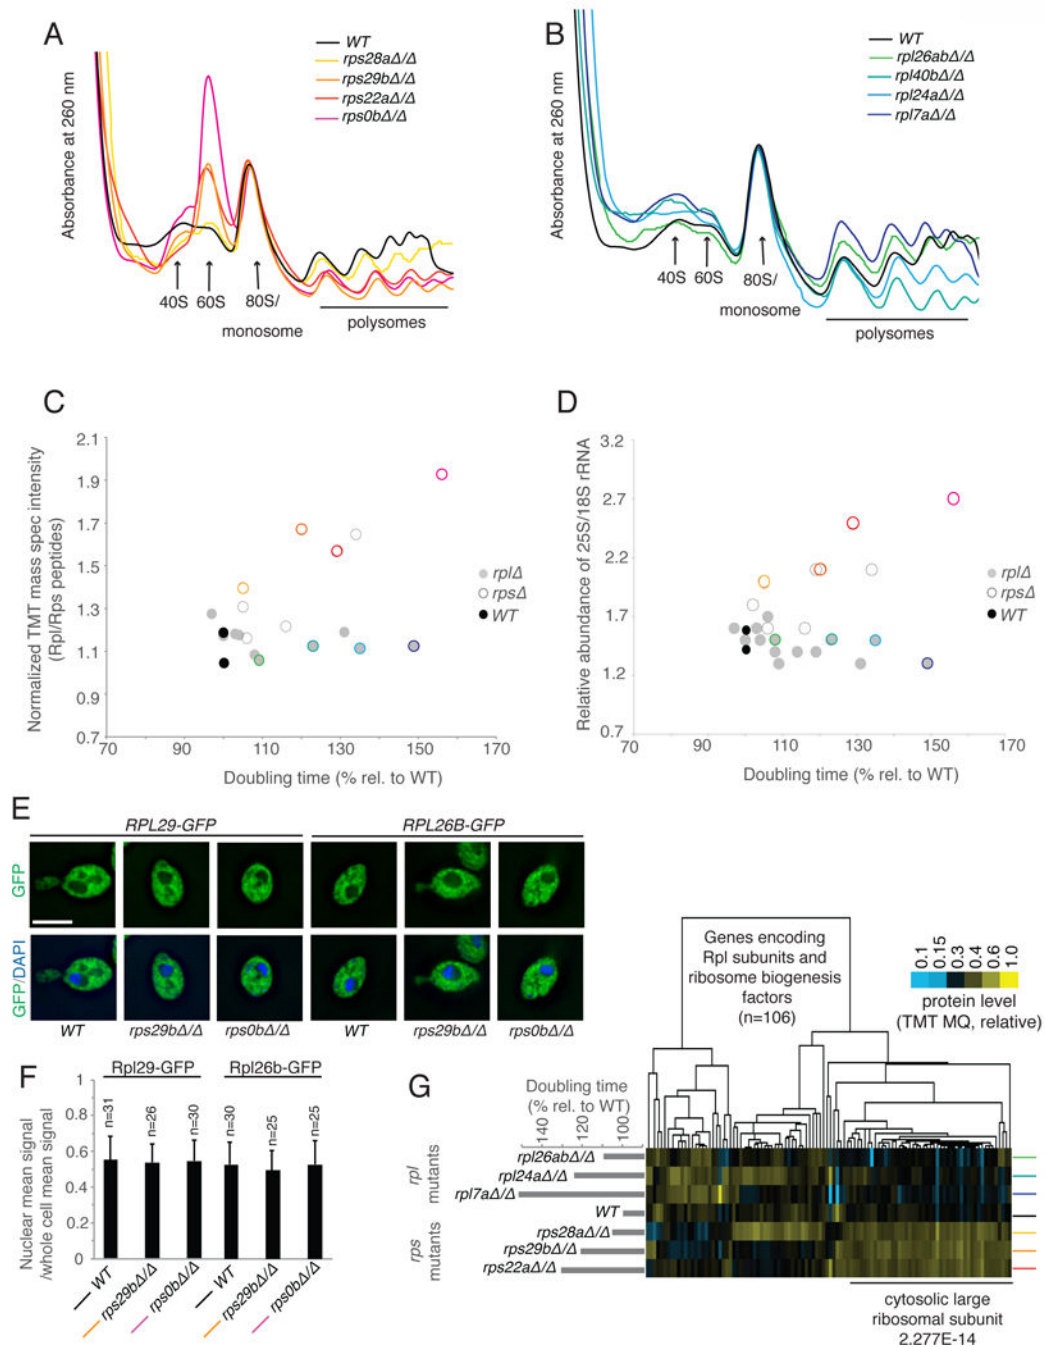 A
WT
rps28aΔ/Δ
rps29bΔ/Δ
rps22aΔ/Δ
rps0bΔ/Δ
Absorbance at 260 nm
40S
60S
80S/
monosome
polysomes
B
WT
rpl26abΔ/Δ
rpl40bΔ/Δ
rpl24aΔ/Δ
rpl7aΔ/Δ
Absorbance at 260 nm
40S
60S
80S/
monosome
polysomes
C
Normalized TMT mass spec intensity
(Rpl/Rps peptides)
2.1
1.9
1.7
1.5
1.3
1.1
0.9
0.7
70
90
110
130
150
170
Doubling time (% rel. to WT)
rplΔ
rpsΔ
WT
D
Relative abundance of 25S/18S rRNA
3.2
2.7
2.2
1.7
1.2
0.7
70
90
110
130
150
170
Doubling time (% rel. to WT)
rplΔ
rpsΔ
WT
E
RPL29-GFP
RPL26B-GFP
GFP
GFP/DAPI
WT
rps29bΔ/Δ
rps0bΔ/Δ
WT
rps29bΔ/Δ
rps0bΔ/Δ
F
Rpl29-GFP
Rpl26b-GFP
Nuclear mean signal
/whole cell mean signal
1
0.8
0.6
0.4
0.2
0
n=31
n=26
n=30
n=30
n=25
n=25
WT
rps29bΔ/Δ
rps0bΔ/Δ
WT
rps29bΔ/Δ
rps0bΔ/Δ
G
Genes encoding
Rpl subunits and
ribosome biogenesis
factors
(n=106)
0.1
0.15
0.3
0.4
0.6
1.0
protein level
(TMT MQ, relative)
Doubling time
(% rel. to WT)
140
120
100
rpl
mutants
rpl26abΔ/Δ
rpl24aΔ/Δ
rpl7aΔ/Δ
WT
rps
mutants
rps28aΔ/Δ
rps29bΔ/Δ
rps22aΔ/Δ
cytosolic large
ribosomal subunit
2.277E-14